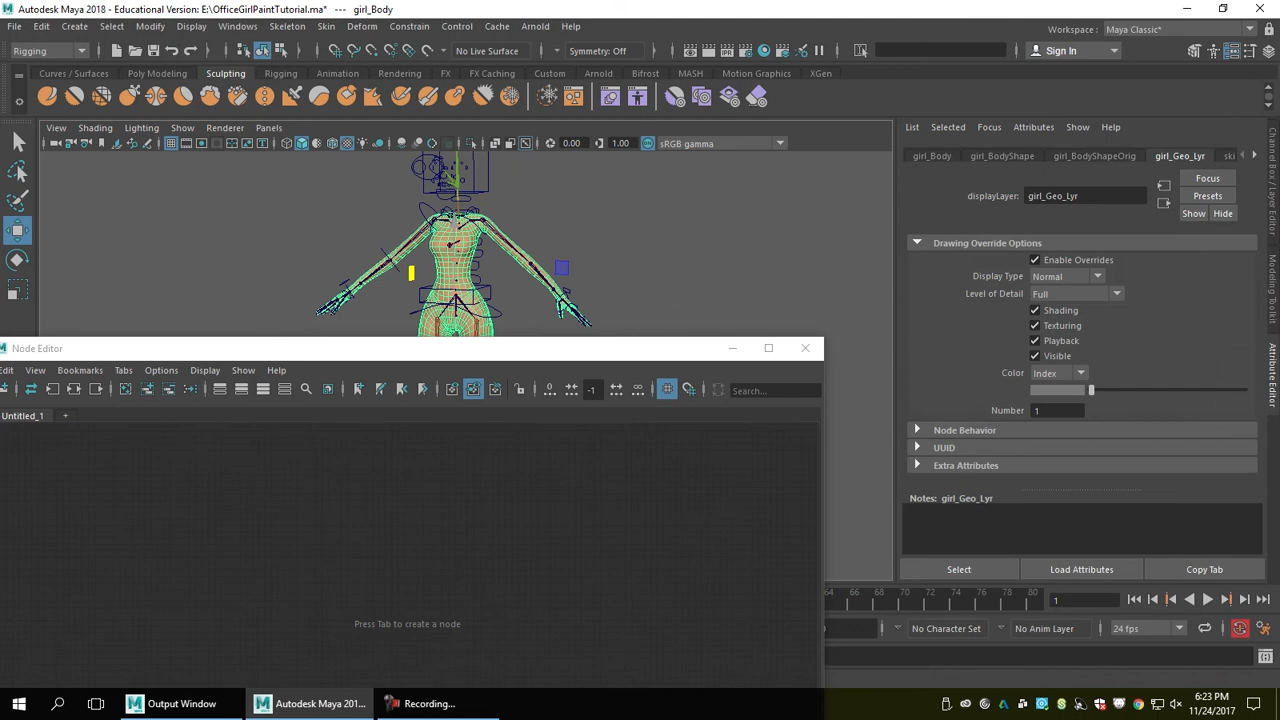 Autodesk Maya 2018 - Educational Version: E:\OfficeGirlPaintTutorial.ma* --- girl_Body
File Edit Create Select Modify Display Windows Skeleton Skin Deform Constrain Control Cache Arnold Help
Workspace : Maya Classic*
Rigging No Live Surface Symmetry: Off Sign In
Curves / Surfaces Poly Modeling Sculpting Rigging Animation Rendering FX FX Caching Custom Arnold Bifrost MASH Motion Graphics XGen
View Shading Lighting Show Renderer Panels
0.00 1.00 sRGB gamma
List Selected Focus Attributes Show Help
girl_Body girl_BodyShape girl_BodyShapeOrig girl_Geo_Lyr ski
Focus
displayLayer: girl_Geo_Lyr Presets
Show Hide
Drawing Override Options
Enable Overrides
Display Type Normal
Level of Detail Full
Shading
Texturing
Playback
Visible
Color Index
Number 1
Node Behavior
UUID
Extra Attributes
Notes: girl_Geo_Lyr
Select Load Attributes Copy Tab
Node Editor
View Bookmarks Tabs Options Display Show Help
-1 Search...
Untitled_1 +
Press Tab to create a node
64 66 68 70 72 74 76 78 80 1
No Character Set No Anim Layer 24 fps
Output Window Autodesk Maya 201... Recording...
6:23 PM
11/24/2017